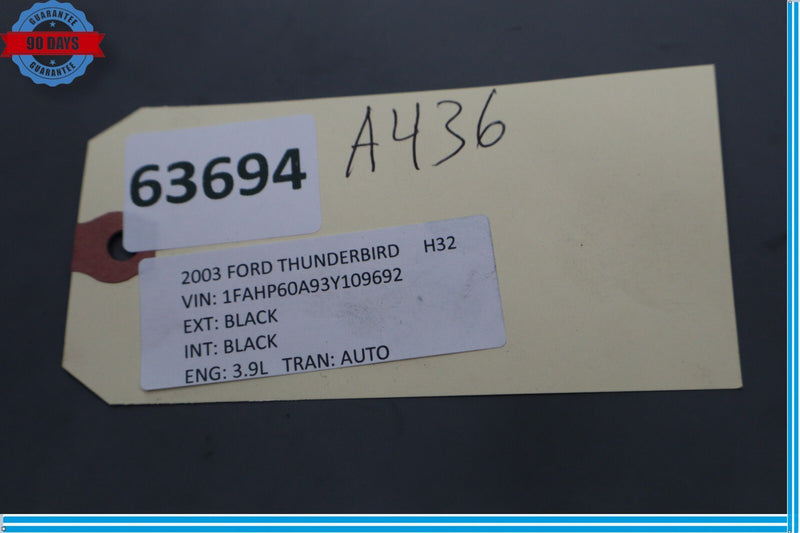 GUARANTEE
90 DAYS
GUARANTEE
A436
63694
2003 FORD THUNDERBIRD H32
VIN: 1FAHP60A93Y109692
EXT: BLACK
INT: BLACK
ENG: 3.9L TRAN: AUTO